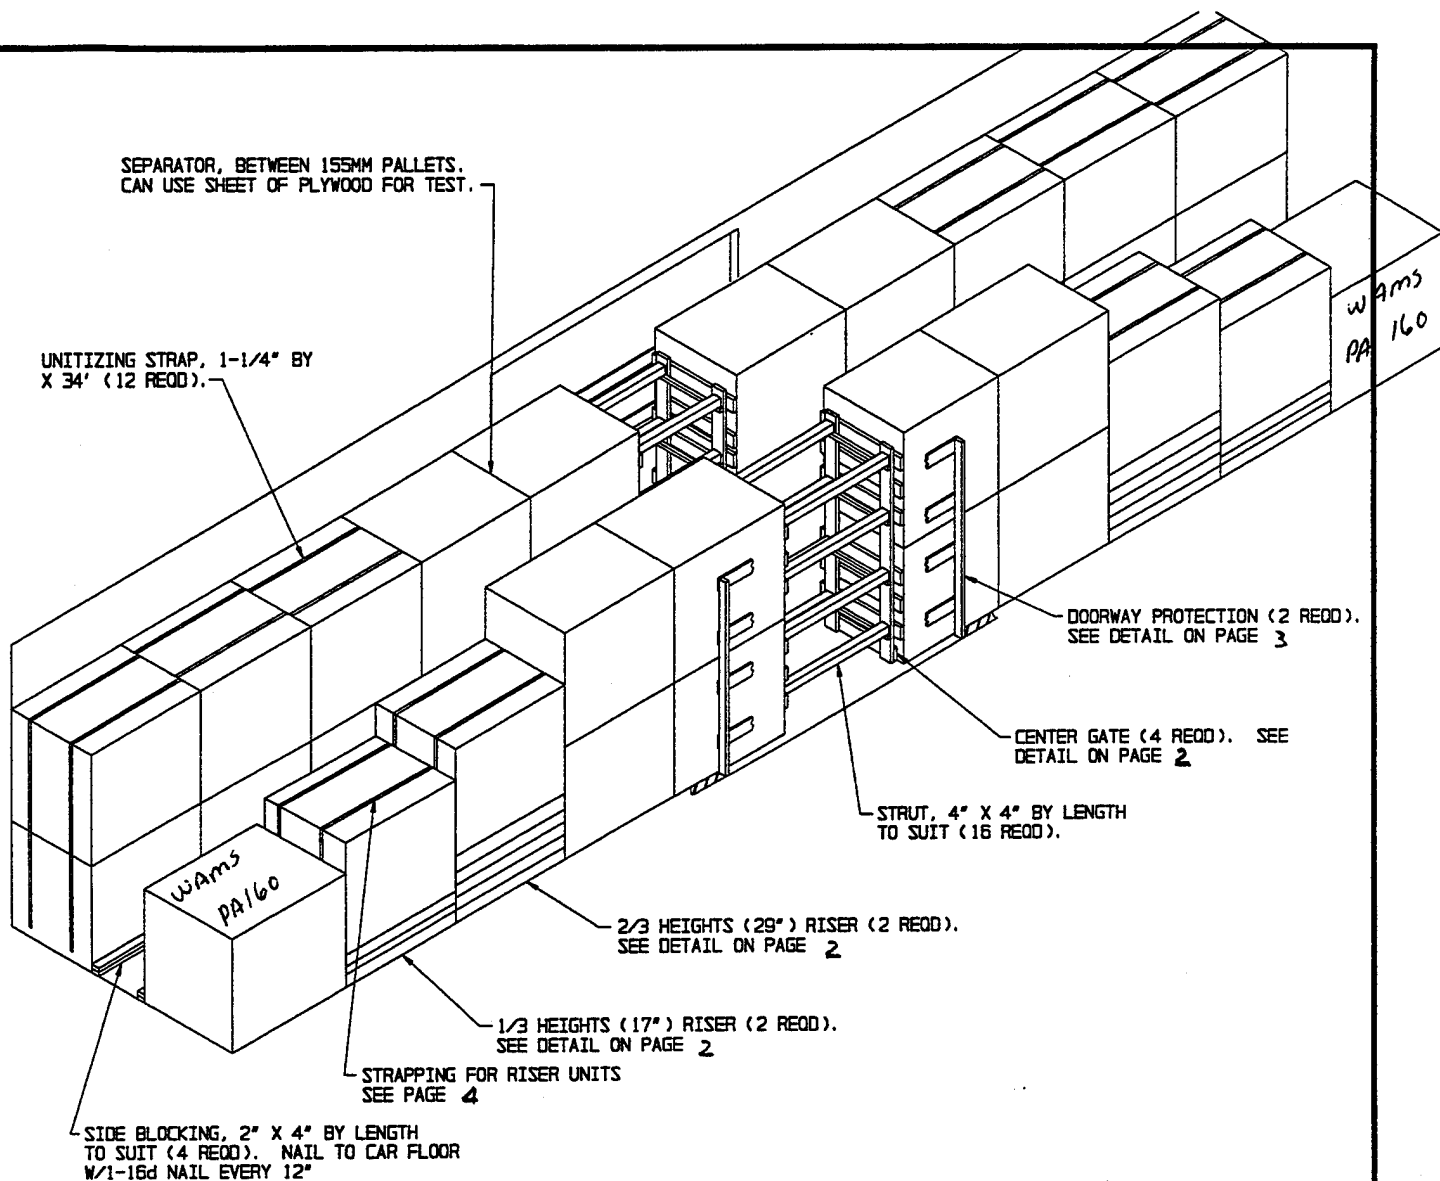 SEPARATOR, BETWEEN 155MM PALLETS.
CAN USE SHEET OF PLYWOOD FOR TEST.
UNITIZING STRAP, 1-1/4" BY
X 34' (12 REQD).
WAMS
PA 160
DOORWAY PROTECTION (2 REQD).
SEE DETAIL ON PAGE 3
CENTER GATE (4 REQD). SEE
DETAIL ON PAGE 2
STRUT, 4" X 4" BY LENGTH
TO SUIT (16 REQD).
WAMS
PA160
2/3 HEIGHTS (29") RISER (2 REQD).
SEE DETAIL ON PAGE 2
1/3 HEIGHTS (17") RISER (2 REQD).
SEE DETAIL ON PAGE 2
STRAPPING FOR RISER UNITS
SEE PAGE 4
SIDE BLOCKING, 2" X 4" BY LENGTH
TO SUIT (4 REQD). NAIL TO CAR FLOOR
W/1-16d NAIL EVERY 12"